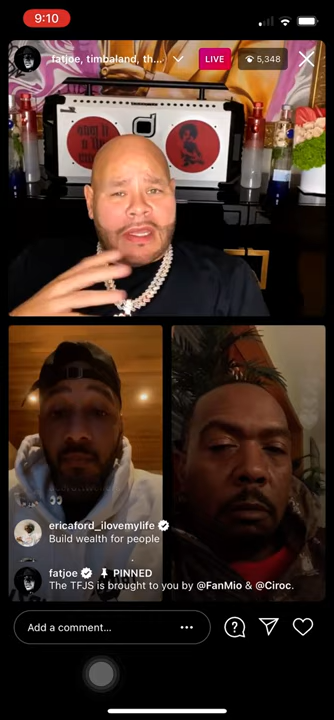 9:10
fatjoe, timbaland, th...
LIVE
5,348
ericaford_ilovemylife
Build wealth for people
fatjoe PINNED
The TFJS is brought to you by @FanMio & @Ciroc.
Add a comment...